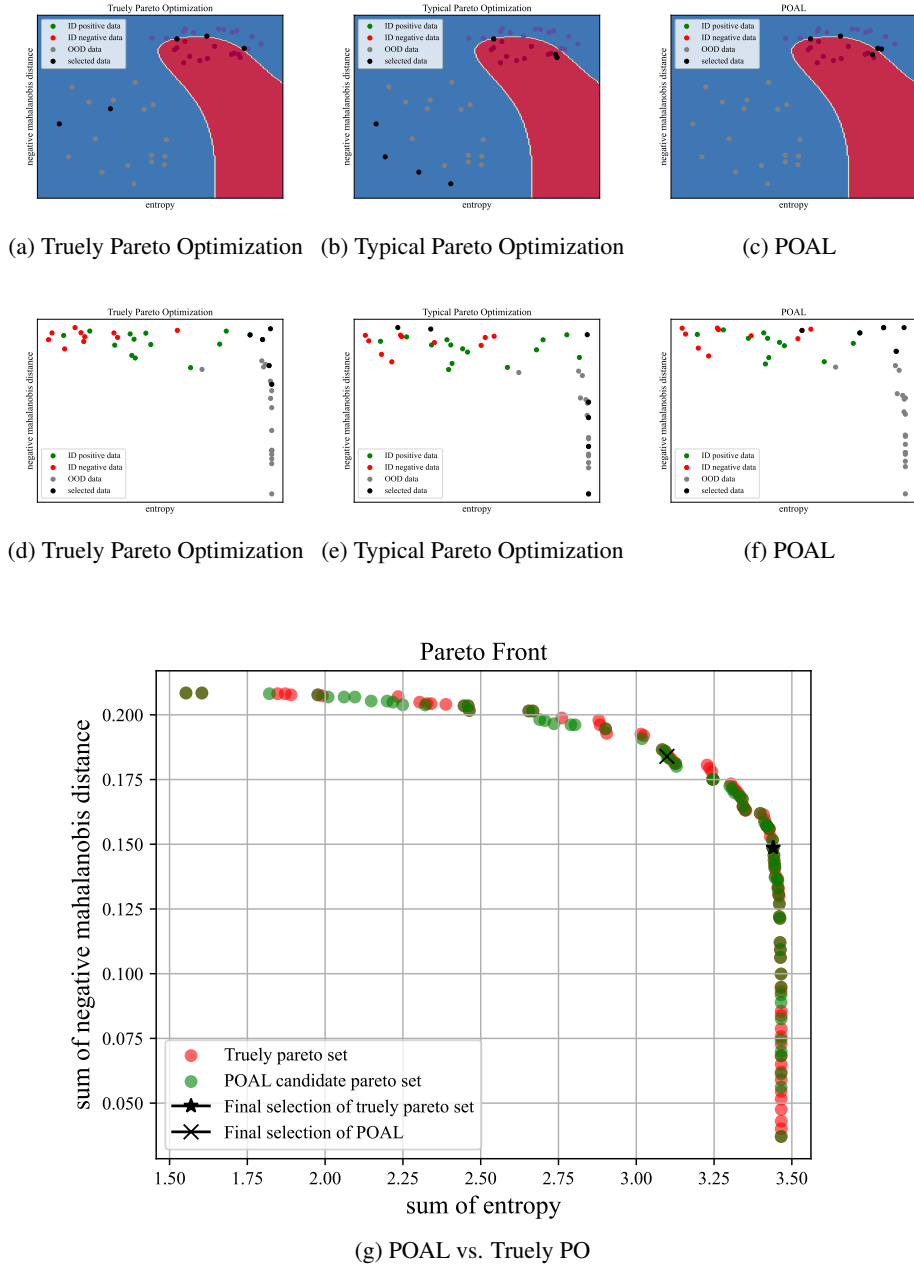 Truely Pareto Optimization
Typical Pareto Optimization
POAL
negative mahalanobis distance
ID positive data
ID negative data
OOD data
selected data
entropy
negative mahalanobis distance
ID positive data
ID negative data
OOD data
selected data
entropy
negative mahalanobis distance
ID positive data
ID negative data
OOD data
selected data
entropy
(a) Truely Pareto Optimization
(b) Typical Pareto Optimization
(c) POAL
Truely Pareto Optimization
Typical Pareto Optimization
POAL
negative mahalanobis distance
ID positive data
ID negative data
OOD data
selected data
entropy
negative mahalanobis distance
ID positive data
ID negative data
OOD data
selected data
entropy
negative mahalanobis distance
ID positive data
ID negative data
OOD data
selected data
entropy
(d) Truely Pareto Optimization
(e) Typical Pareto Optimization
(f) POAL
Pareto Front
sum of negative mahalanobis distance
0.200
0.175
0.150
0.125
0.100
0.075
0.050
Truely pareto set
POAL candidate pareto set
Final selection of truely pareto set
Final selection of POAL
1.50 1.75 2.00 2.25 2.50 2.75 3.00 3.25 3.50
sum of entropy
(g) POAL vs. Truely PO